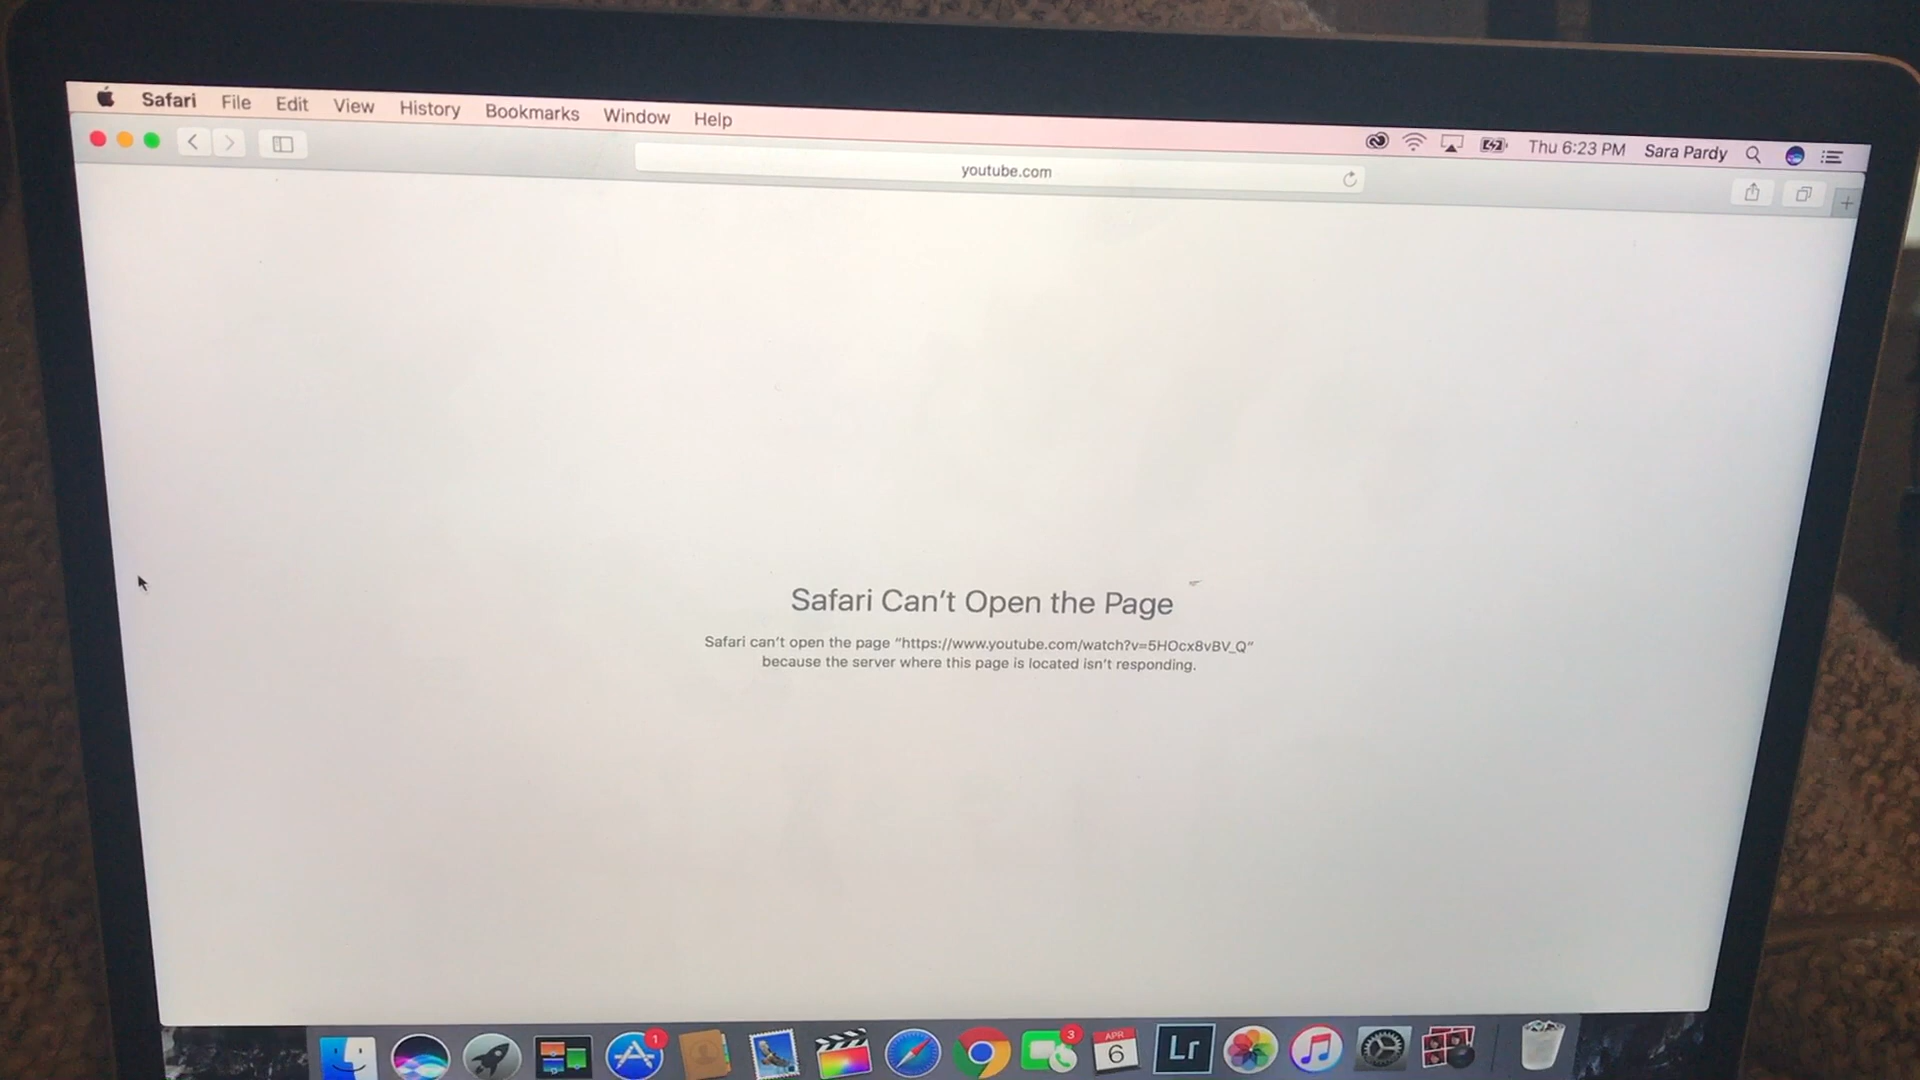 Safari File Edit View History Bookmarks Window Help
Thu 6:23 PM Sara Pardy
youtube.com
Safari Can't Open the Page
Safari can't open the page “https://www.youtube.com/watch?v=5HOcx8vBV_Q”
because the server where this page is located isn't responding.
1
3
APR
6
Lr